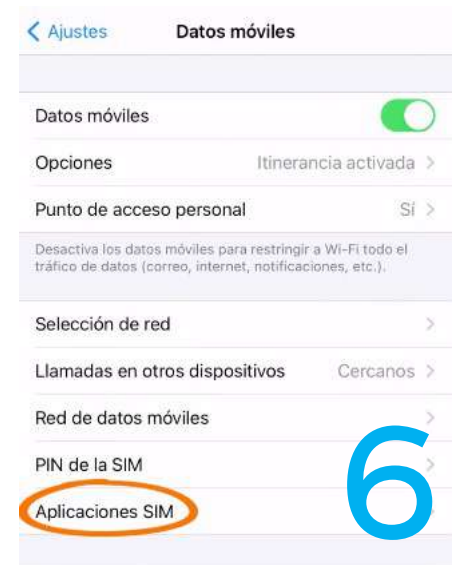 Ajustes Datos móviles
Datos móviles
Opciones Itinerancia activada
Punto de acceso personal Sí
Desactiva los datos móviles para restringir a Wi-Fi todo el
tráfico de datos (correo, internet, notificaciones, etc.).
Selección de red
Llamadas en otros dispositivos Cercanos
Red de datos móviles
PIN de la SIM
Aplicaciones SIM
6